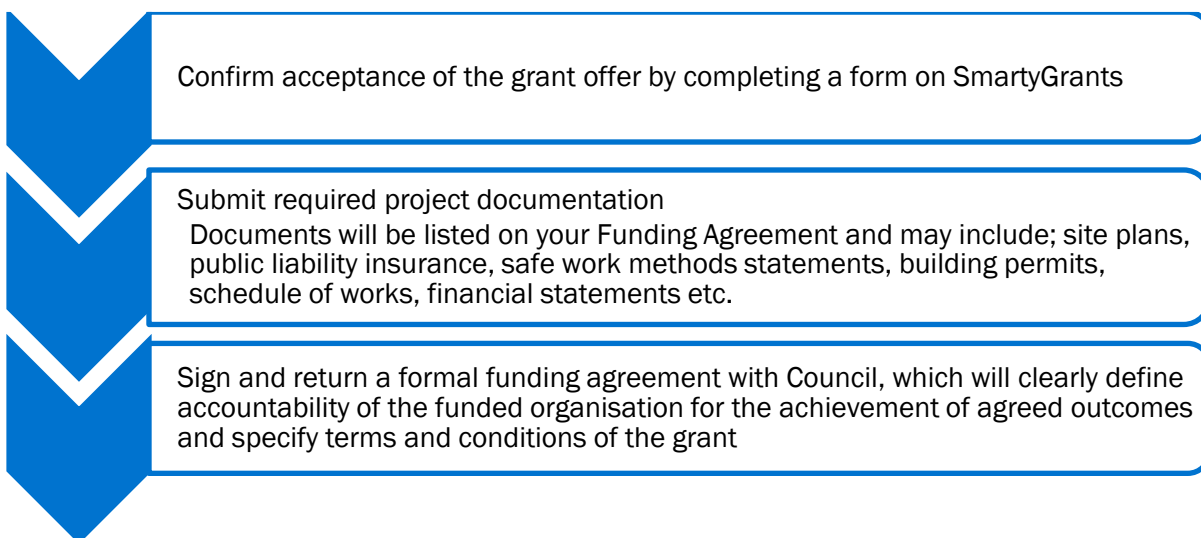 Confirm acceptance of the grant offer by completing a form on SmartyGrants
Submit required project documentation
Documents will be listed on your Funding Agreement and may include; site plans,
public liability insurance, safe work methods statements, building permits,
schedule of works, financial statements etc.
Sign and return a formal funding agreement with Council, which will clearly define
accountability of the funded organisation for the achievement of agreed outcomes
and specify terms and conditions of the grant